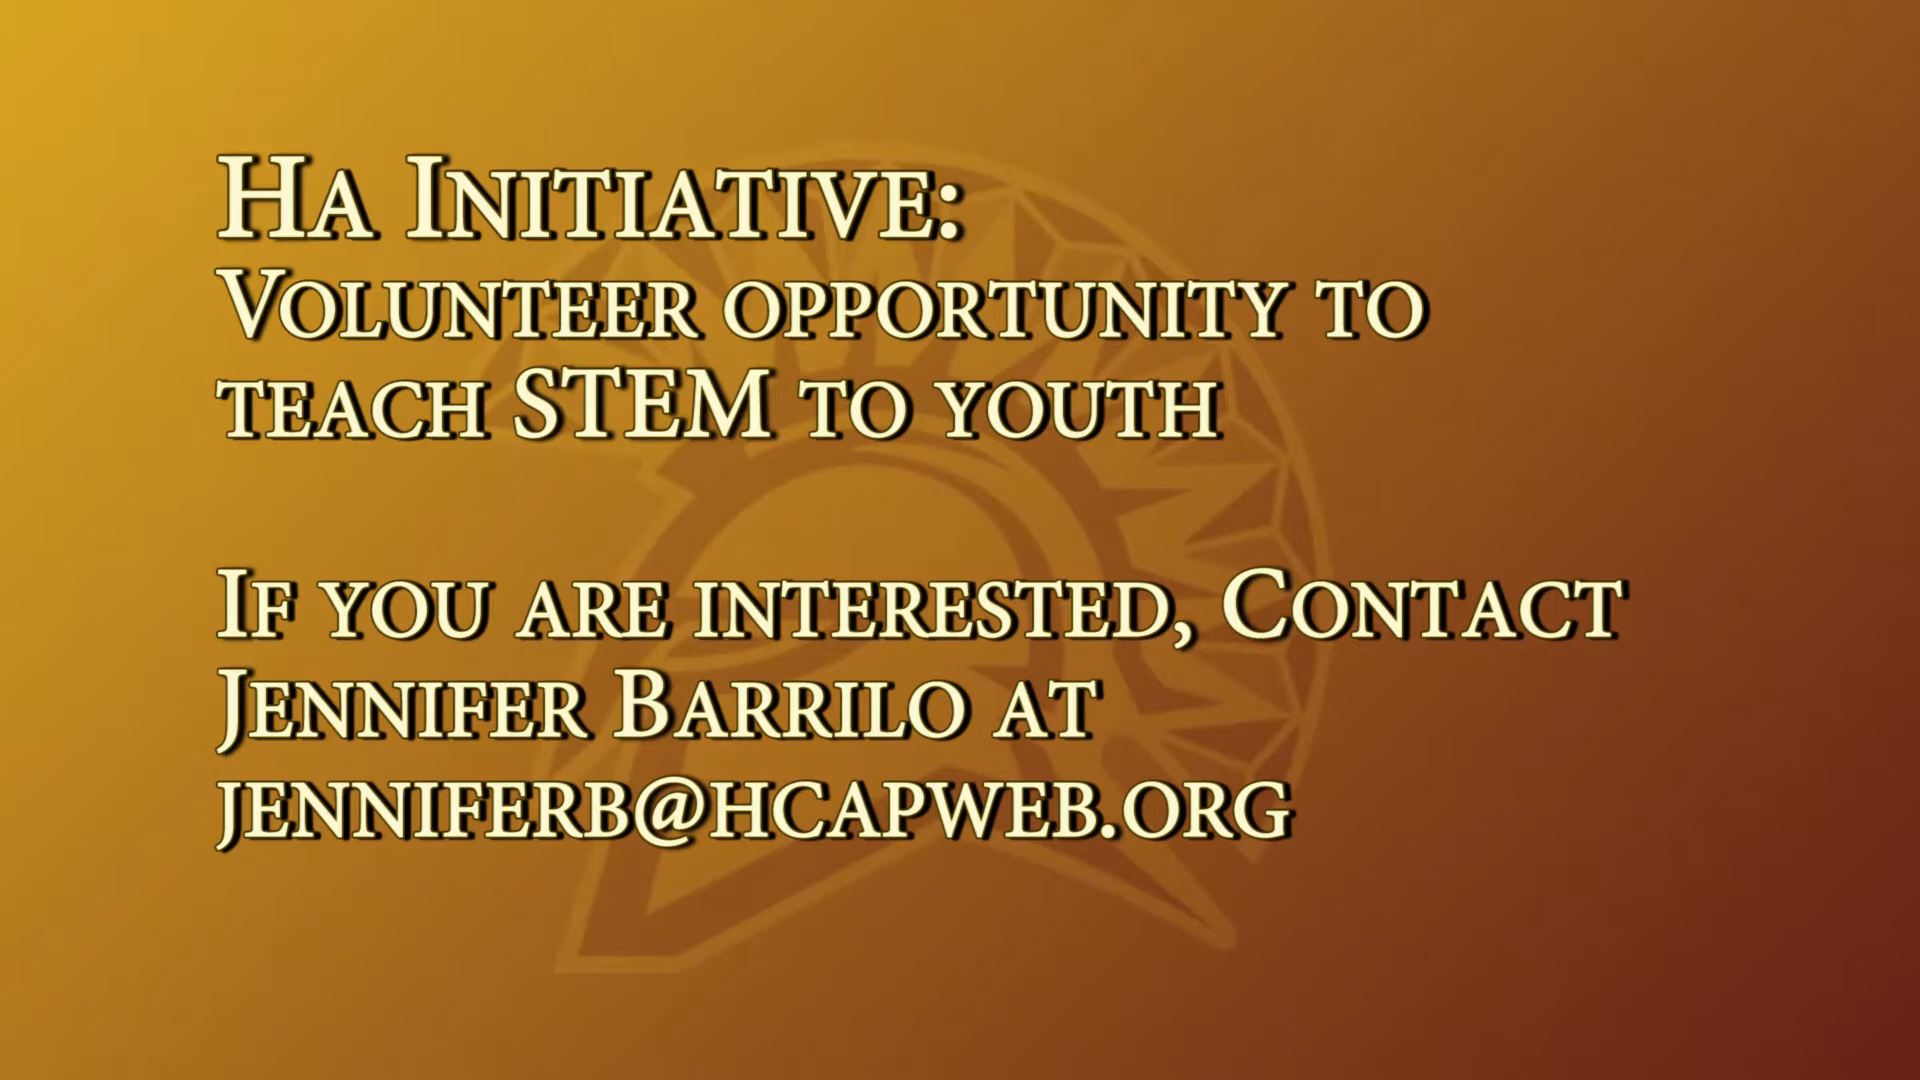 Ha Initiative:
Volunteer opportunity to
teach STEM to youth
If you are interested, Contact
Jennifer Barrilo at
jenniferb@hcapweb.org